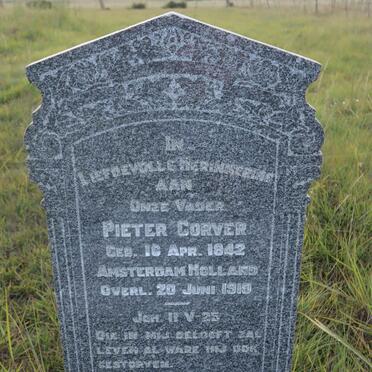 IN
LIEFDEVOLLE HERINNERING
AAN
ONZE VADER
PIETER CORVER
GEB. 16 APR. 1842
AMSTERDAM HOLLAND
OVERL. 20 JUNI 1910
JOH. 11 V-25
DIE IN MIJ GELOOFT ZAL
LEVEN AL WARE HIJ OOK
GESTORVEN.